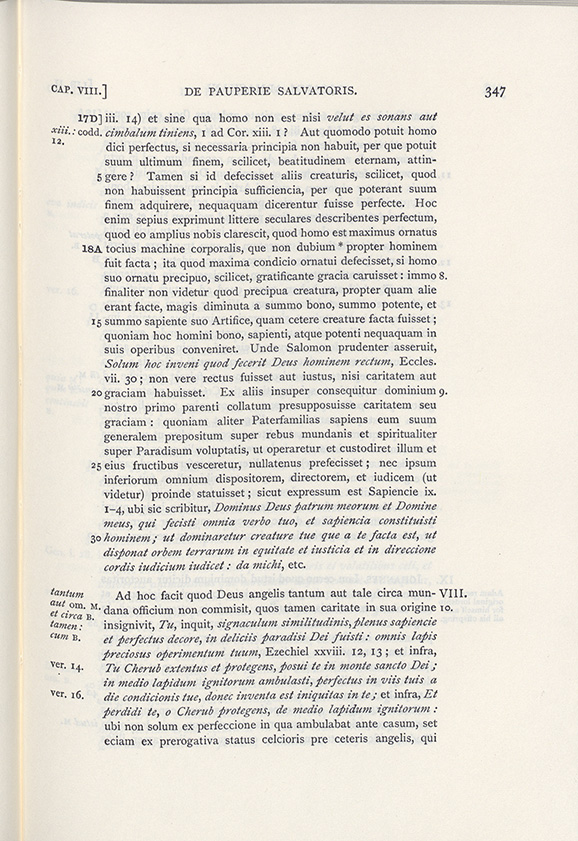 CAP. VIII.] DE PAUPERIE SALVATORIS. 347
17D] iii. 14) et sine qua homo non est nisi velut es sonans aut
xiii.: codd. cimbalum tiniens, 1 ad Cor. xiii. 1 ? Aut quomodo potuit homo
12. dici perfectus, si necessaria principia non habuit, per que potuit
suum ultimum finem, scilicet, beatitudinem eternam, attin-
5 gere ? Tamen si id defecisset aliis creaturis, scilicet, quod
non habuissent principia sufficiencia, per que poterant suum
finem adquirere, nequaquam dicerentur fuisse perfecte. Hoc
enim sepius exprimunt littere seculares describentes perfectum,
quod eo amplius nobis clarescit, quod homo est maximus ornatus
18A tocius machine corporalis, que non dubium * propter hominem
fuit facta ; ita quod maxima condicio ornatui defecisset, si homo
suo ornatu precipuo, scilicet, gratificante gracia caruisset : immo 8.
finaliter non videtur quod precipua creatura, propter quam alie
erant facte, magis diminuta a summo bono, summo potente, et
15 summo sapiente suo Artifice, quam cetere creature facta fuisset ;
quoniam hoc homini bono, sapienti, atque potenti nequaquam in
suis operibus conveniret. Unde Salomon prudenter asseruit,
Solum hoc inveni quod fecerit Deus hominem rectum, Eccles.
vii. 30 ; non vere rectus fuisset aut iustus, nisi caritatem aut
20 graciam habuisset. Ex aliis insuper consequitur dominium 9.
nostro primo parenti collatum presupposuisse caritatem seu
graciam : quoniam aliter Paterfamilias sapiens eum suum
generalem prepositum super rebus mundanis et spiritualiter
super Paradisum voluptatis, ut operaretur et custodiret illum et
25 eius fructibus vesceretur, nullatenus prefecisset ; nec ipsum
inferiorum omnium dispositorem, directorem, et iudicem (ut
videtur) proinde statuisset ; sicut expressum est Sapiencie ix.
1-4, ubi sic scribitur, Dominus Deus patrum meorum et Domine
meus, qui fecisti omnia verbo tuo, et sapiencia constituisti
30 hominem ; ut dominaretur creature tue que a te facta est, ut
disponat orbem terrarum in equitate et iusticia et in direccione
cordis iudicium iudicet : da michi, etc.
tantum Ad hoc facit quod Deus angelis tantum aut tale circa mun- VIII.
aut om. M. dana officium non commisit, quos tamen caritate in sua origine 10.
et circa B. insignivit, Tu, inquit, signaculum similitudinis, plenus sapiencie
tamen : et perfectus decore, in deliciis paradisi Dei fuisti : omnis lapis
cum B. preciosus operimentum tuum, Ezechiel xxviii. 12, 13 ; et infra,
ver. 14. Tu Cherub extentus et protegens, posui te in monte sancto Dei ;
in medio lapidum ignitorum ambulasti, perfectus in viis tuis a
ver. 16. die condicionis tue, donec inventa est iniquitas in te ; et infra, Et
perdidi te, o Cherub protegens, de medio lapidum ignitorum :
ubi non solum ex perfeccione in qua ambulabat ante casum, set
eciam ex prerogativa status celcioris pre ceteris angelis, qui